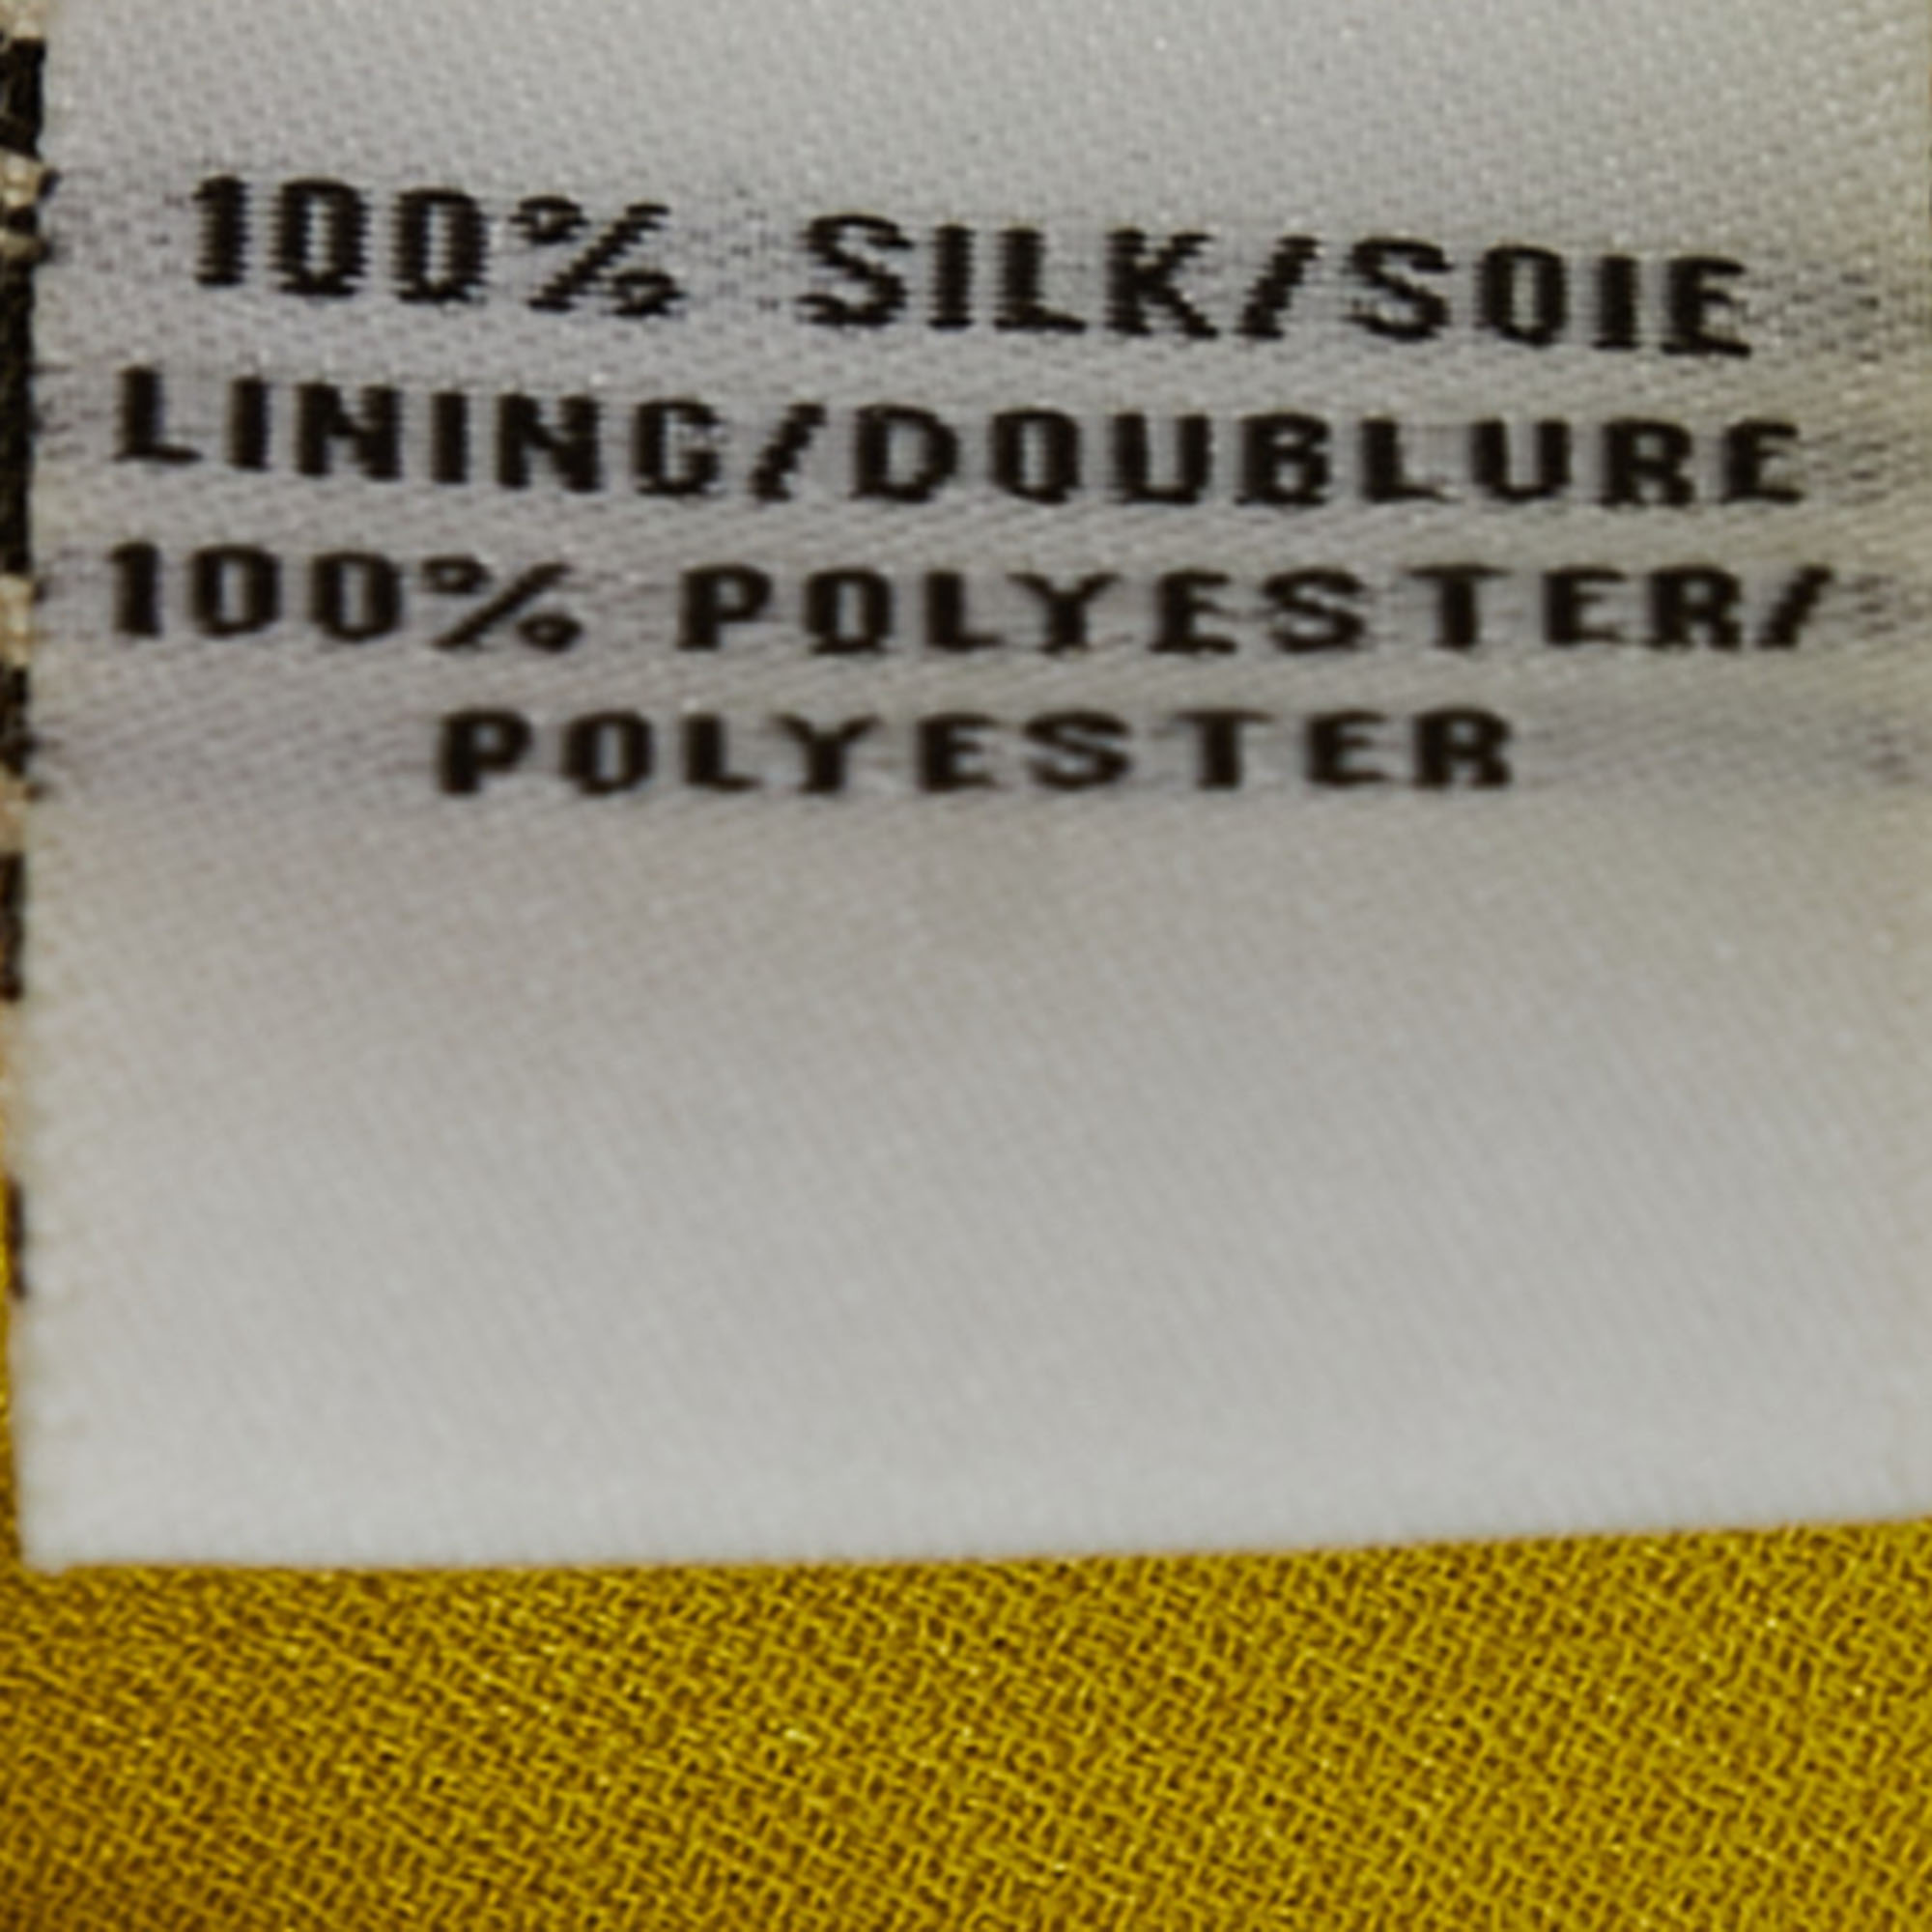 100% SILK/SOIE
LINING/DOUBLURE
100% POLYESTER/
POLYESTER